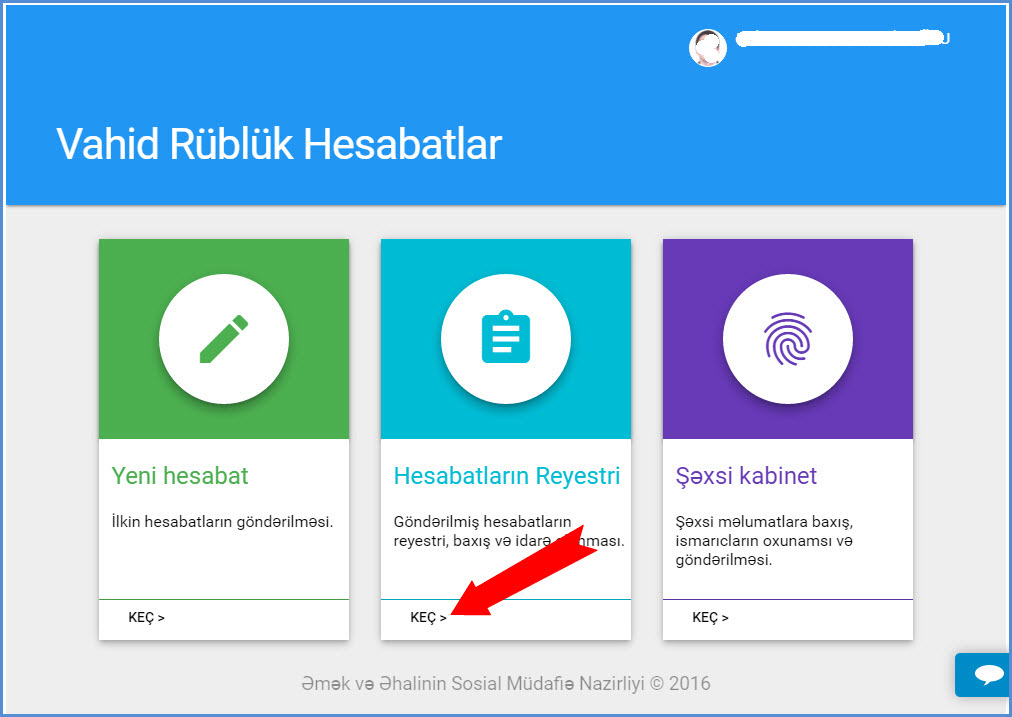 Vahid Rüblük Hesabatlar
Yeni hesabat
İlkin hesabatların göndərilməsi.
KEÇ >
Hesabatların Reyestri
Göndərilmiş hesabatların
reyestri, baxış və idarə
KEÇ >
Şəxsi kabinet
Şəxsi məlumatlara baxış,
ismarıcların oxunamsı və
göndərilməsi.
KEÇ >
Əmək və Əhalinin Sosial Müdafiə Nazirliyi © 2016